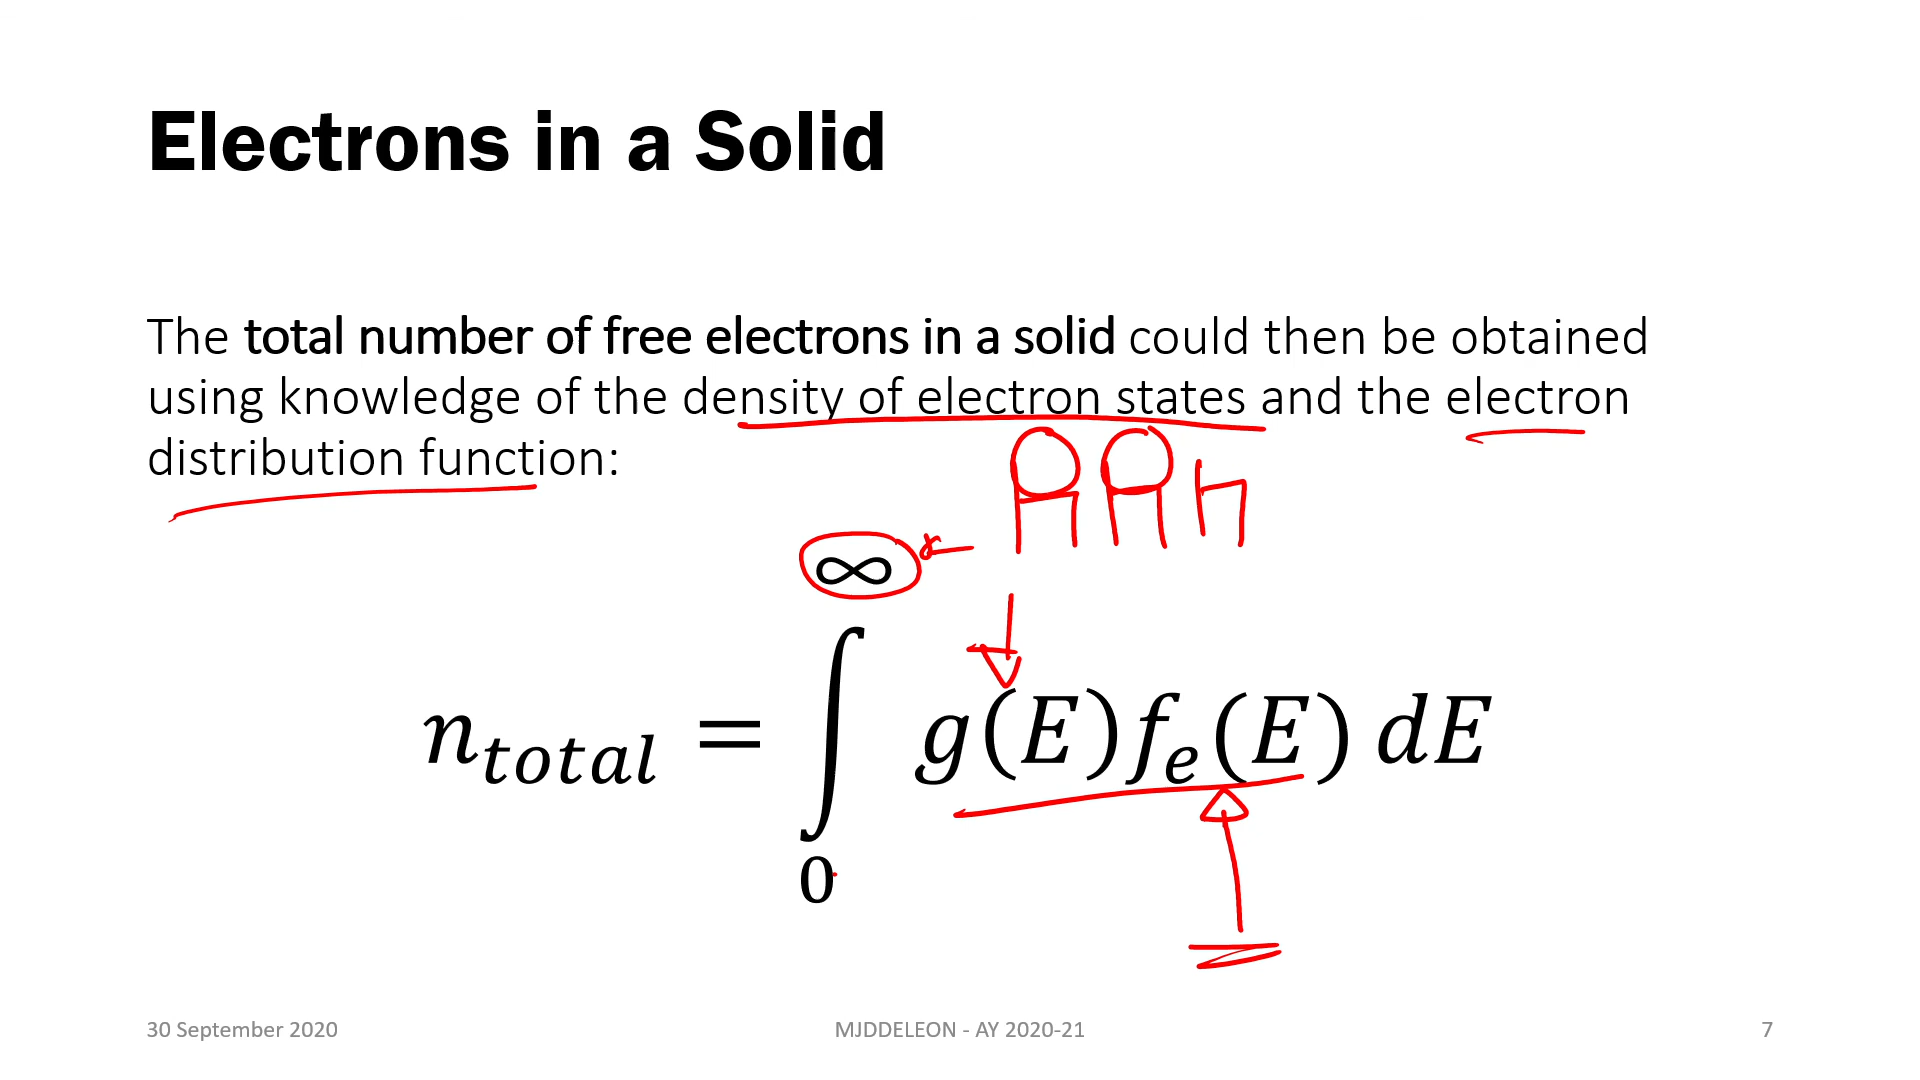 Electrons in a Solid
The total number of free electrons in a solid could then be obtained
using knowledge of the density of electron states and the electron
distribution function:
∞
n_total = ∫ g(E) f_e(E) dE
0
30 September 2020 MJDDELEON - AY 2020-21 7